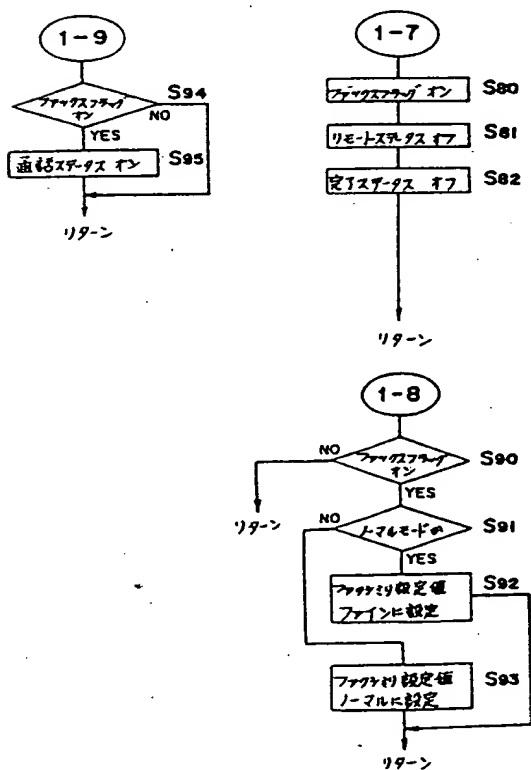 1-9
ファックスフラグ
オン
S94
NO
YES
通話ステータス オン
S95
リターン
1-7
ファックスフラグ オン
S80
リモートステータス オフ
S81
完了ステータス オフ
S82
リターン
1-8
NO
ファックスフラグ
オン
S90
YES
リターン
NO
ノーマルモードか
S91
YES
ファクシミリ設定値
ファインに設定
S92
ファクシミリ設定値
ノーマルに設定
S93
リターン